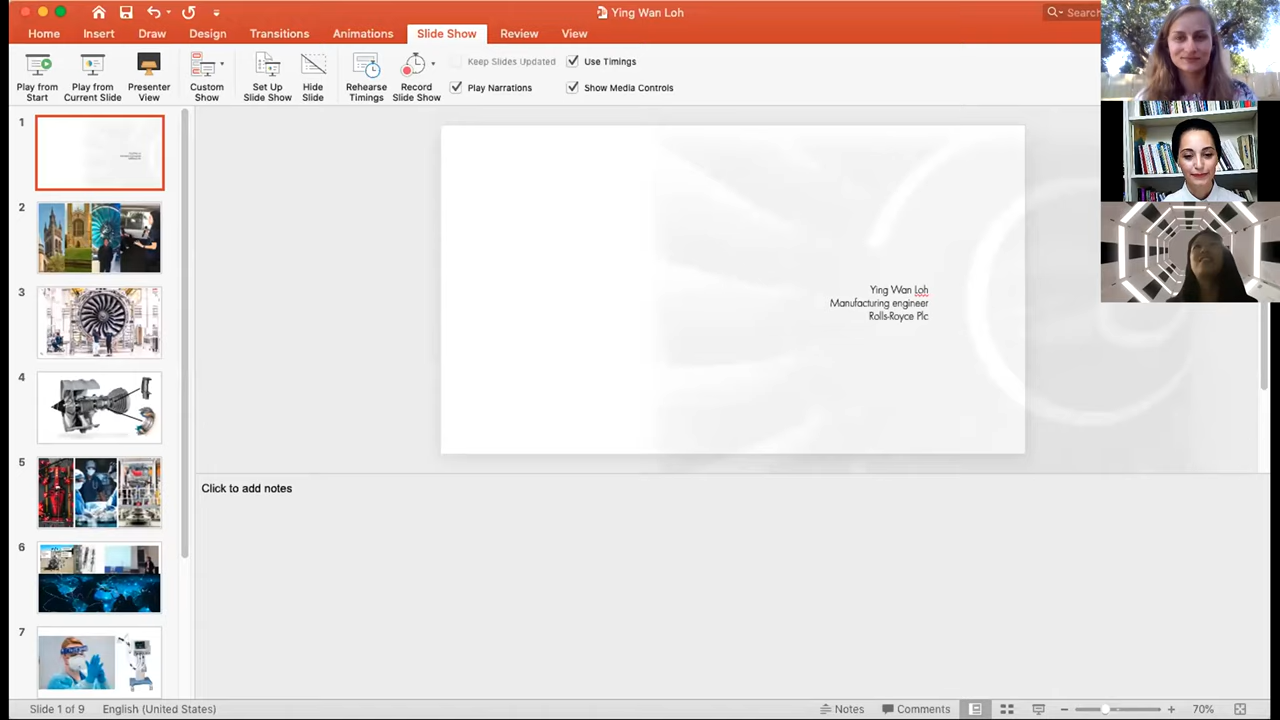 Ying Wan Loh
Search
Home Insert Draw Design Transitions Animations Slide Show Review View
Play from Start
Play from Current Slide
Presenter View
Custom Show
Set Up Slide Show
Hide Slide
Rehearse Timings
Record Slide Show
Keep Slides Updated
Use Timings
Play Narrations
Show Media Controls
1
2
3
4
5
6
7
Ying Wan Loh
Manufacturing engineer
Rolls-Royce Plc
Click to add notes
Slide 1 of 9 English (United States) Notes Comments 70%